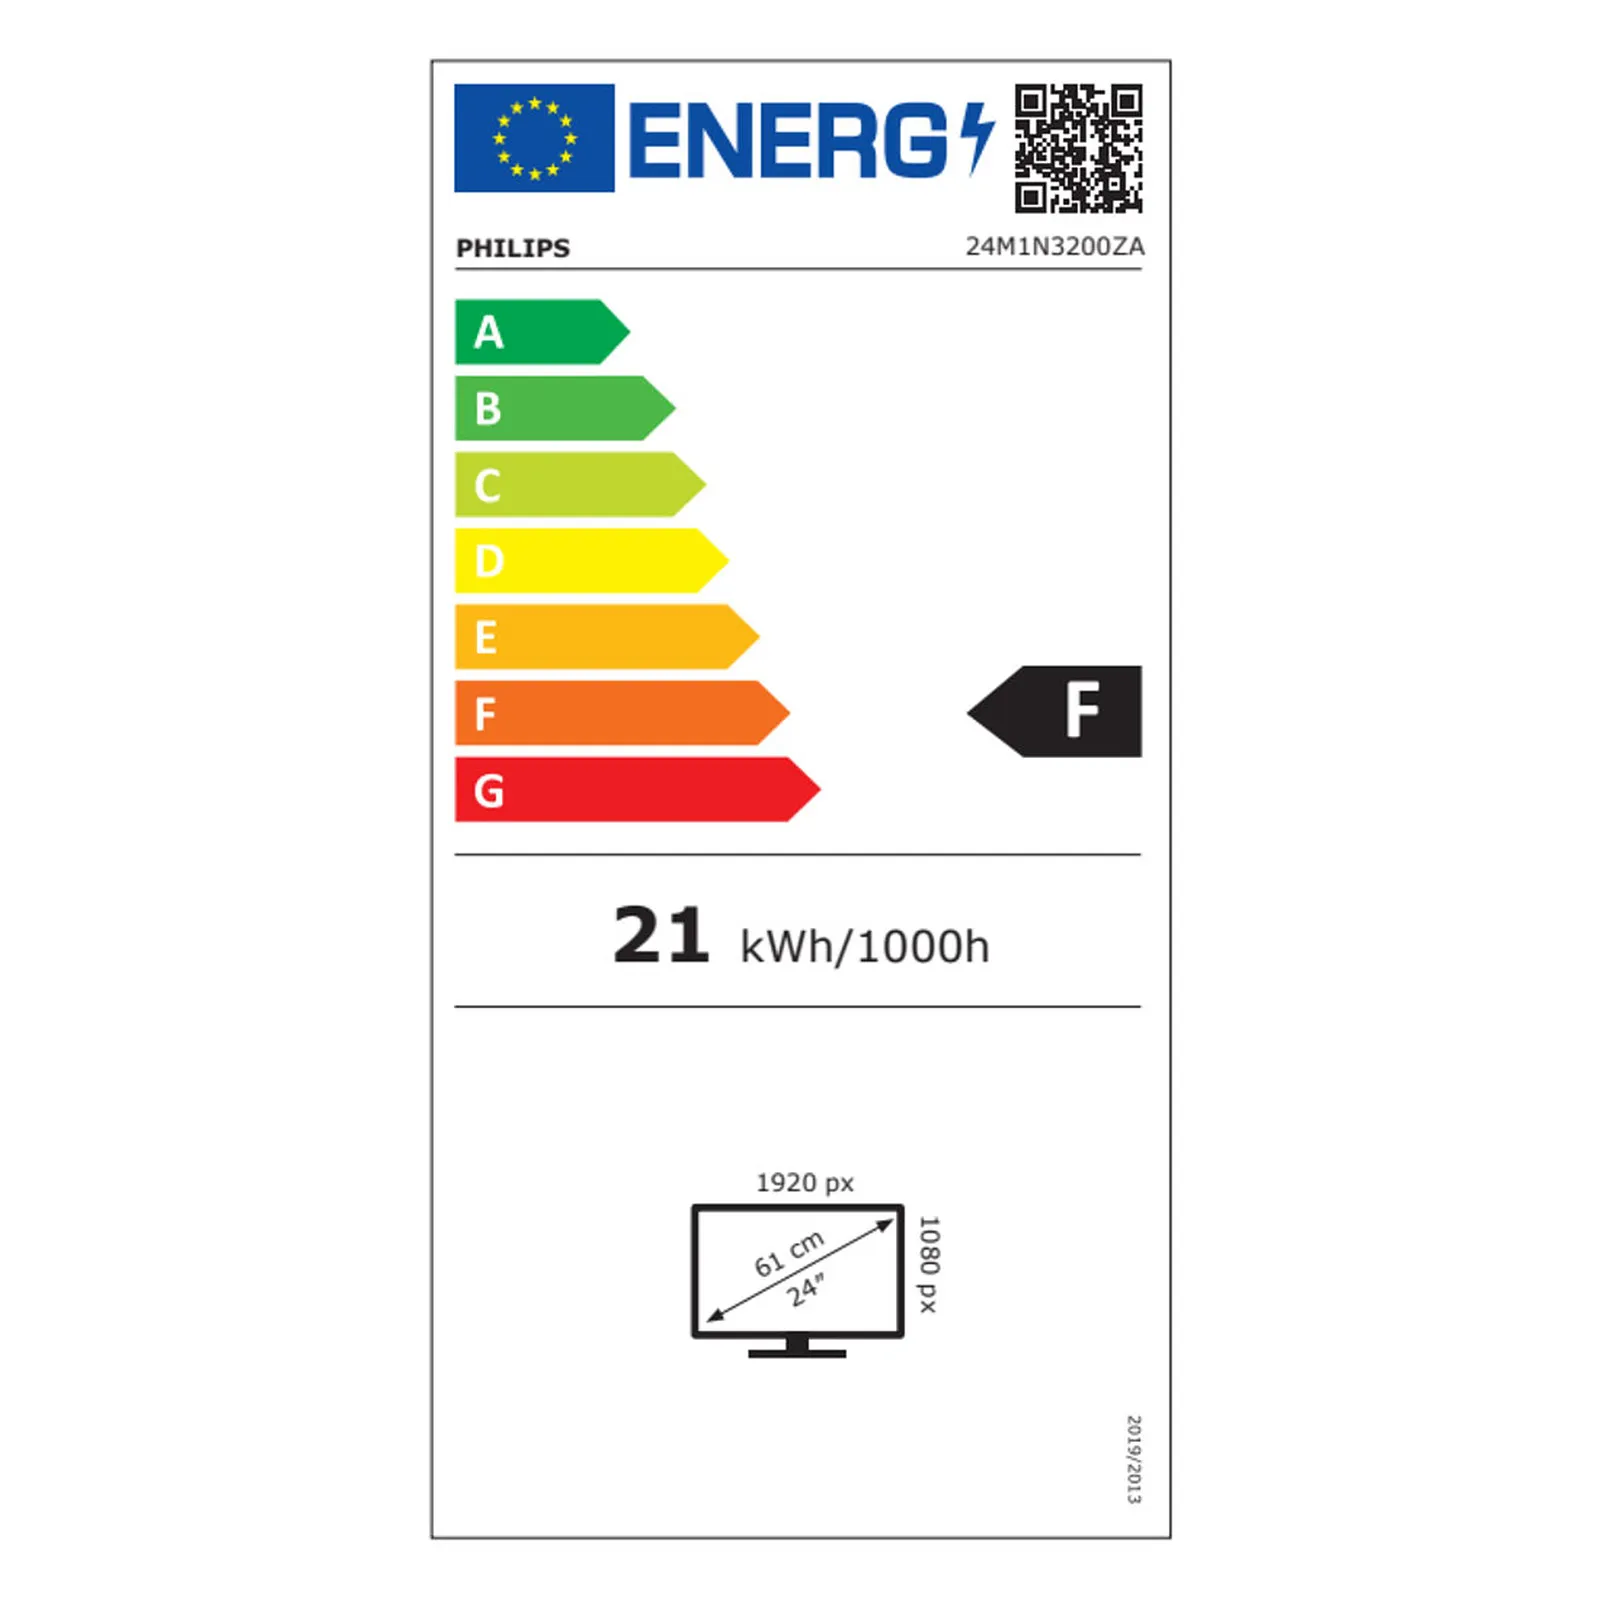 ENERG
PHILIPS 24M1N3200ZA
A
B
C
D
E
F
F
G
21 kWh/1000h
1920 px
61 cm
24”
1080 px
2019/2013